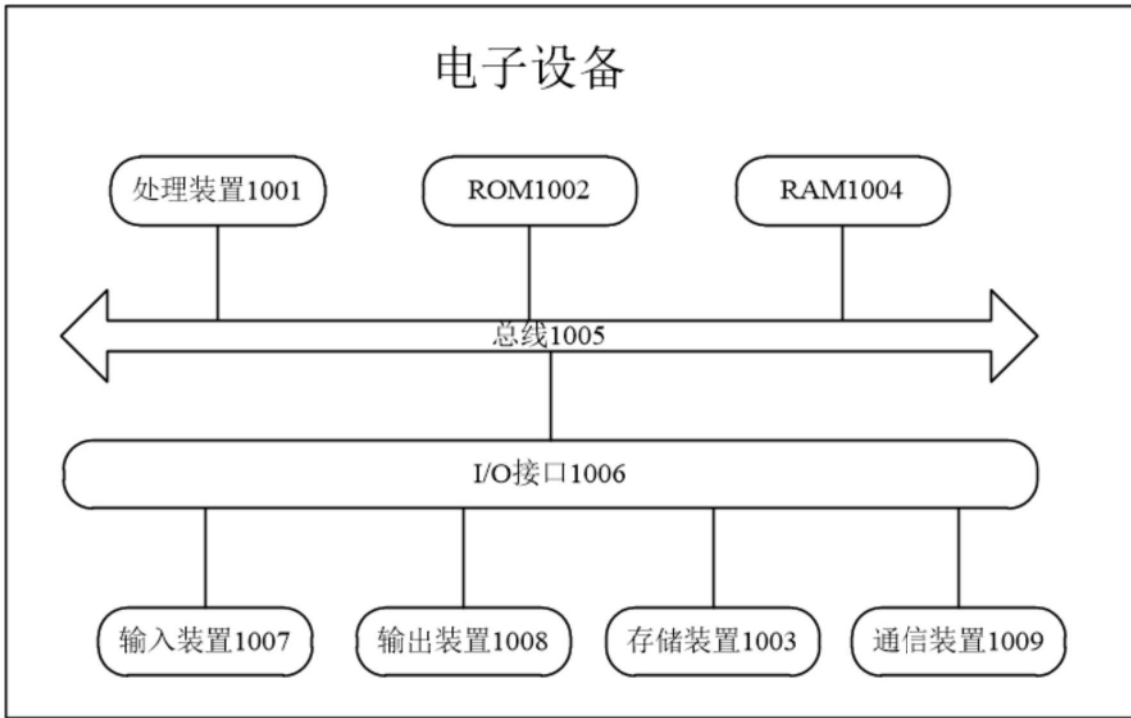 电子设备
处理装置1001
ROM1002
RAM1004
总线1005
I/O接口1006
输入装置1007
输出装置1008
存储装置1003
通信装置1009